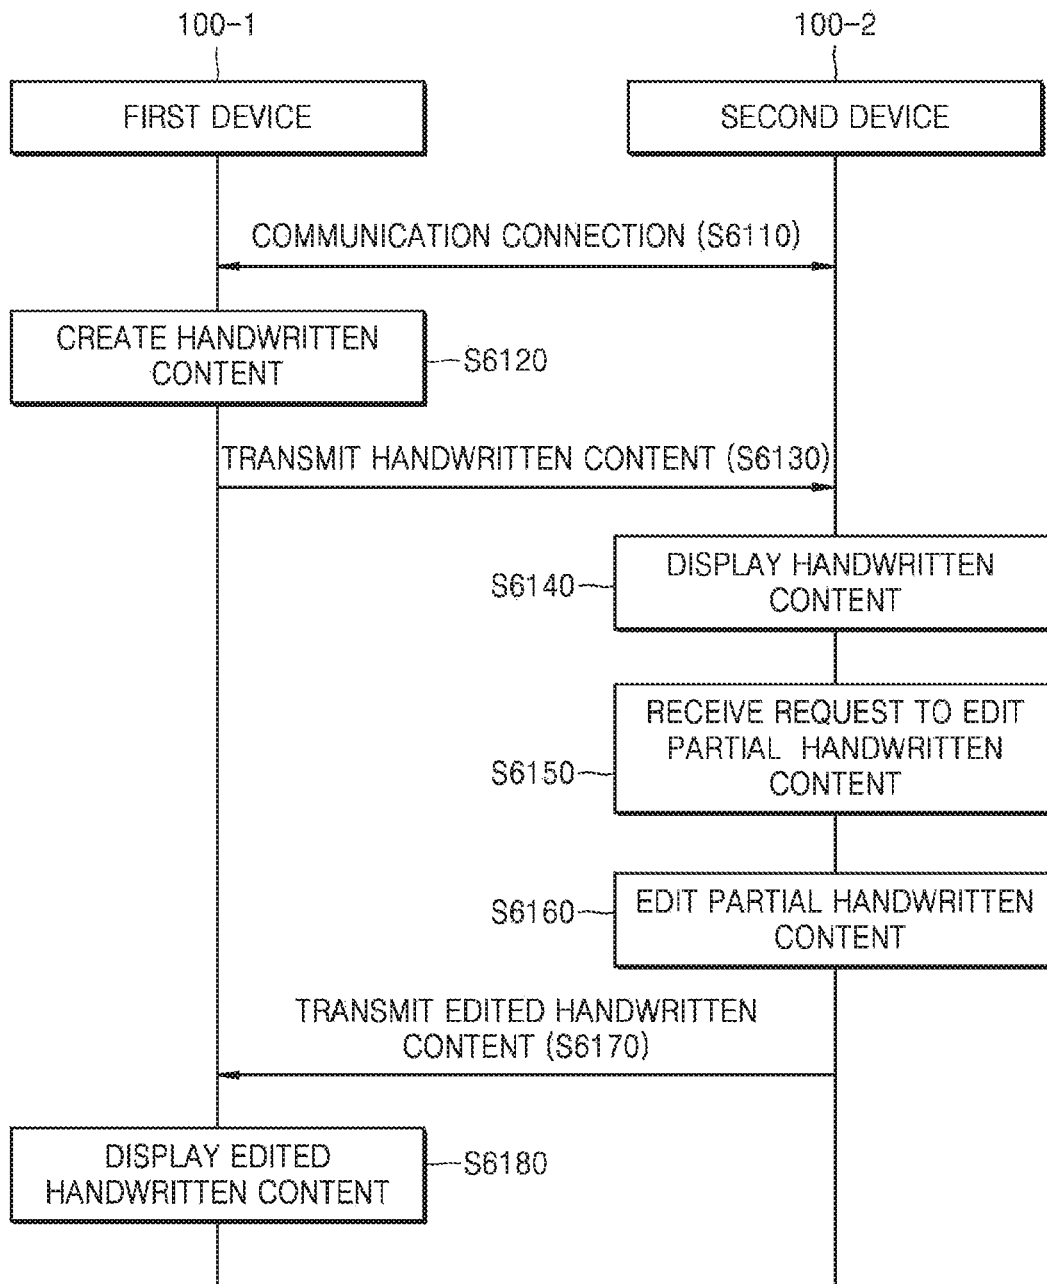 100-1
100-2
FIRST DEVICE
SECOND DEVICE
COMMUNICATION CONNECTION (S6110)
CREATE HANDWRITTEN
CONTENT
S6120
TRANSMIT HANDWRITTEN CONTENT (S6130)
S6140
DISPLAY HANDWRITTEN
CONTENT
S6150
RECEIVE REQUEST TO EDIT
PARTIAL HANDWRITTEN
CONTENT
S6160
EDIT PARTIAL HANDWRITTEN
CONTENT
TRANSMIT EDITED HANDWRITTEN
CONTENT (S6170)
DISPLAY EDITED
HANDWRITTEN CONTENT
S6180